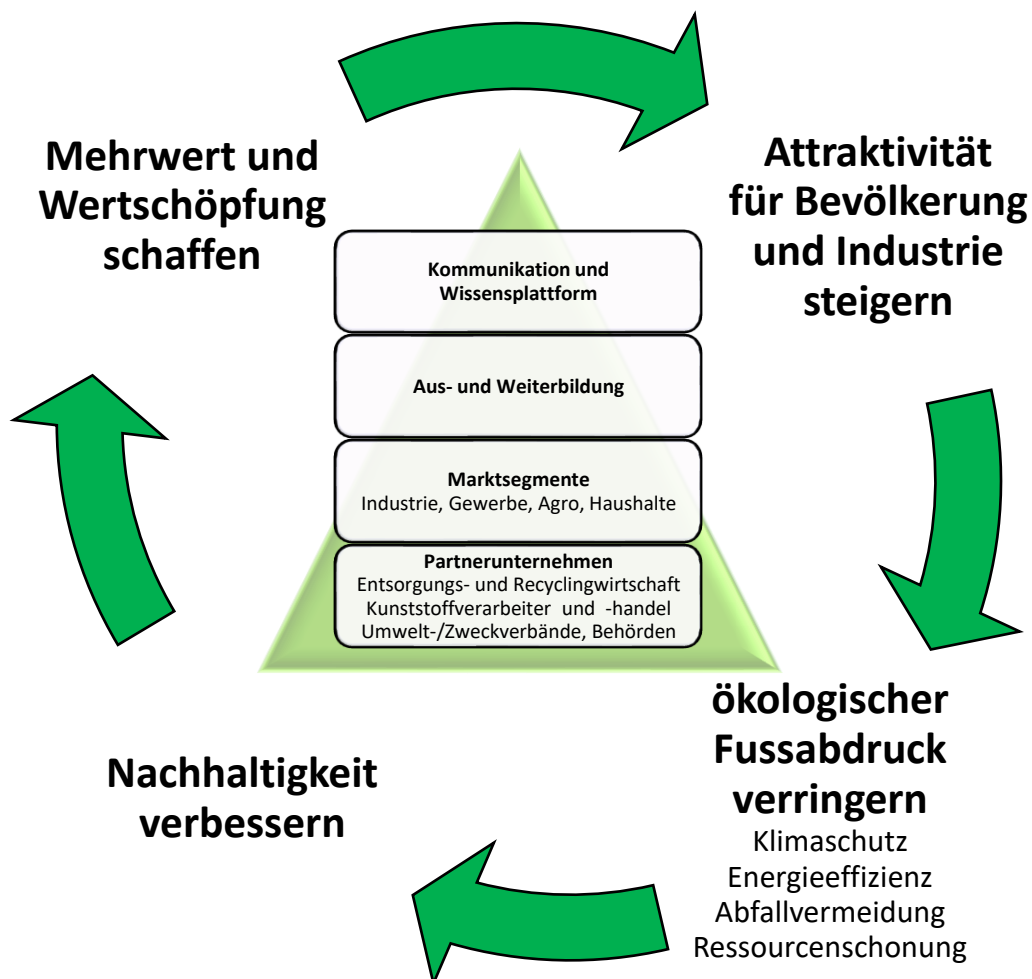 Mehrwert und
Wertschöpfung
schaffen
Attraktivität
für Bevölkerung
und Industrie
steigern
Kommunikation und
Wissensplattform
Aus- und Weiterbildung
Marktsegmente
Industrie, Gewerbe, Agro, Haushalte
Partnerunternehmen
Entsorgungs- und Recyclingwirtschaft
Kunststoffverarbeiter und -handel
Umwelt-/Zweckverbände, Behörden
ökologischer
Fussabdruck
verringern
Klimaschutz
Energieeffizienz
Abfallvermeidung
Ressourcenschonung
Nachhaltigkeit
verbessern